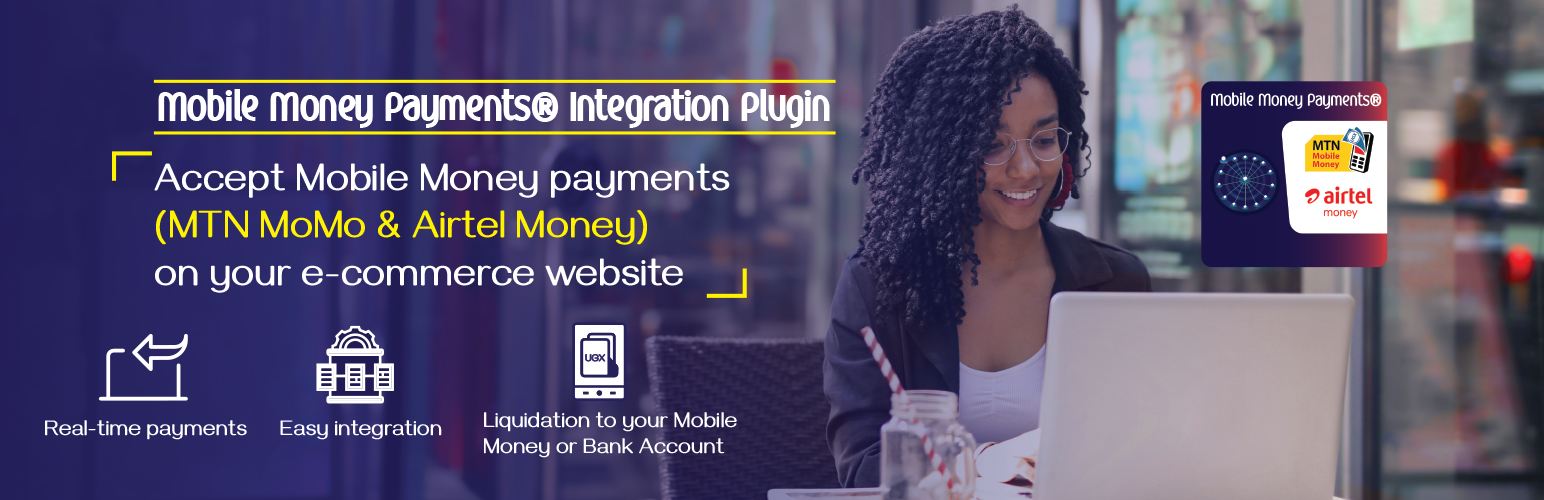 Mobile Money Payments® Integration Plugin
Accept Mobile Money payments
(MTN MoMo & Airtel Money)
on your e-commerce website
Real-time payments
Easy integration
UGX
Liquidation to your Mobile
Money or Bank Account
Mobile Money Payments®
MTN
Mobile
Money
airtel
money